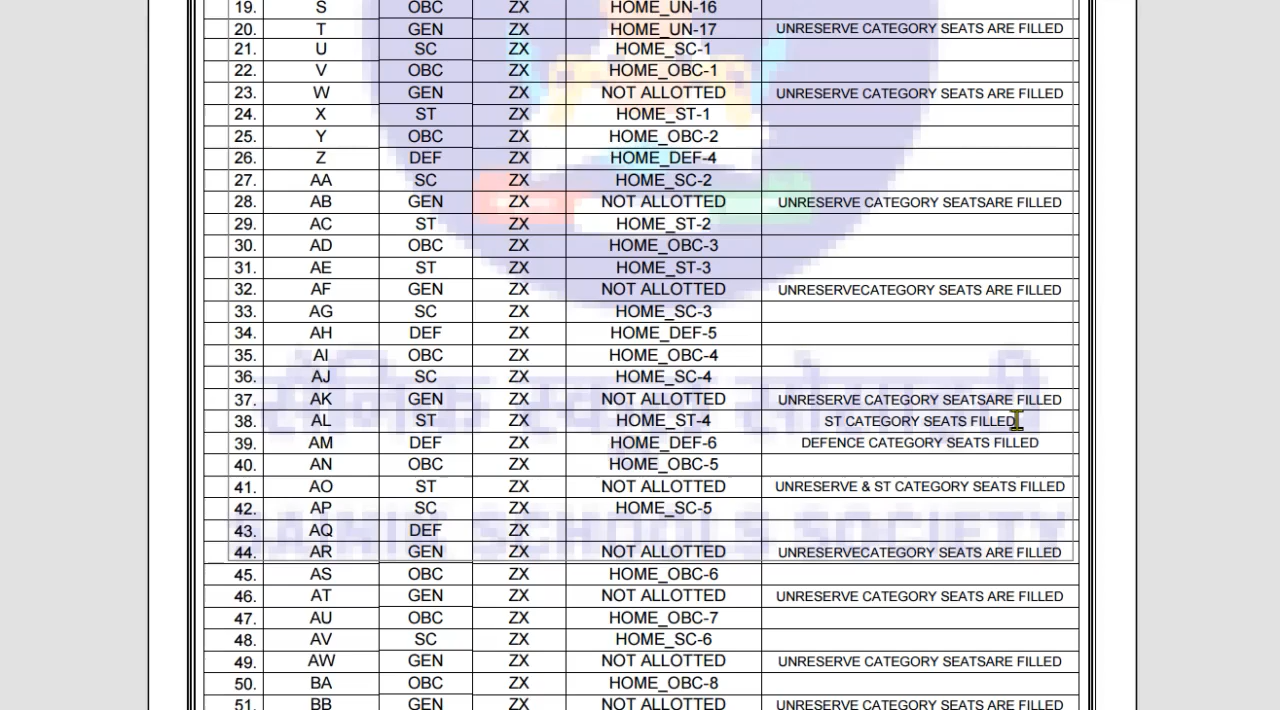 19. S OBC ZX HOME_UN-16
20. T GEN ZX HOME_UN-17 UNRESERVE CATEGORY SEATS ARE FILLED
21. U SC ZX HOME_SC-1
22. V OBC ZX HOME_OBC-1
23. W GEN ZX NOT ALLOTTED UNRESERVE CATEGORY SEATS ARE FILLED
24. X ST ZX HOME_ST-1
25. Y OBC ZX HOME_OBC-2
26. Z DEF ZX HOME_DEF-4
27. AA SC ZX HOME_SC-2
28. AB GEN ZX NOT ALLOTTED UNRESERVE CATEGORY SEATSARE FILLED
29. AC ST ZX HOME_ST-2
30. AD OBC ZX HOME_OBC-3
31. AE ST ZX HOME_ST-3
32. AF GEN ZX NOT ALLOTTED UNRESERVECATEGORY SEATS ARE FILLED
33. AG SC ZX HOME_SC-3
34. AH DEF ZX HOME_DEF-5
35. AI OBC ZX HOME_OBC-4
36. AJ SC ZX HOME_SC-4
37. AK GEN ZX NOT ALLOTTED UNRESERVE CATEGORY SEATSARE FILLED
38. AL ST ZX HOME_ST-4 ST CATEGORY SEATS FILLED
39. AM DEF ZX HOME_DEF-6 DEFENCE CATEGORY SEATS FILLED
40. AN OBC ZX HOME_OBC-5
41. AO ST ZX NOT ALLOTTED UNRESERVE & ST CATEGORY SEATS FILLED
42. AP SC ZX HOME_SC-5
43. AQ DEF ZX
SAINIK SCHOOLS SOCIETY
44. AR GEN ZX NOT ALLOTTED UNRESERVECATEGORY SEATS ARE FILLED
45. AS OBC ZX HOME_OBC-6
46. AT GEN ZX NOT ALLOTTED UNRESERVE CATEGORY SEATS ARE FILLED
47. AU OBC ZX HOME_OBC-7
48. AV SC ZX HOME_SC-6
49. AW GEN ZX NOT ALLOTTED UNRESERVE CATEGORY SEATSARE FILLED
50. BA OBC ZX HOME_OBC-8
51. BB GEN ZX NOT ALLOTTED UNRESERVE CATEGORY SEATS ARE FILLED